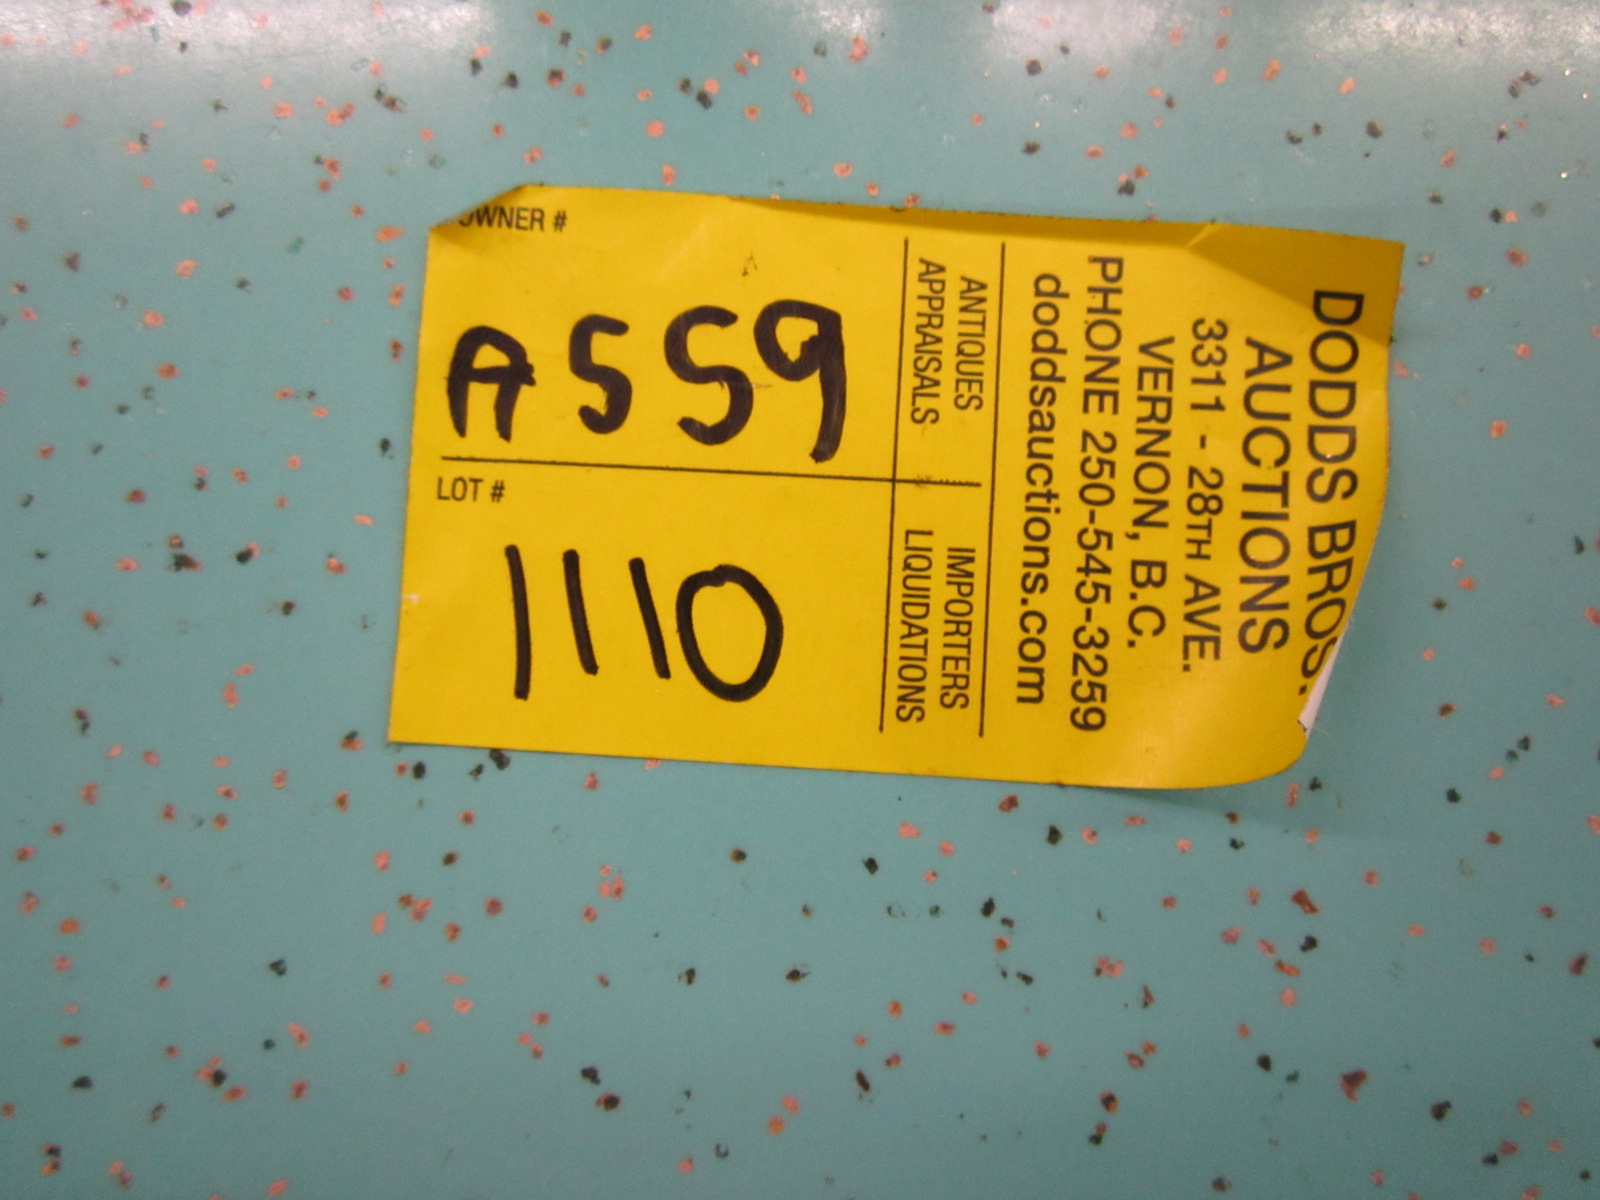 DODDS BROS.
AUCTIONS
3311 - 28TH AVE.
VERNON, B.C.
PHONE 250-545-3259
doddsauctions.com
ANTIQUES IMPORTERS
APPRAISALS LIQUIDATIONS
OWNER #
A559
LOT #
1110